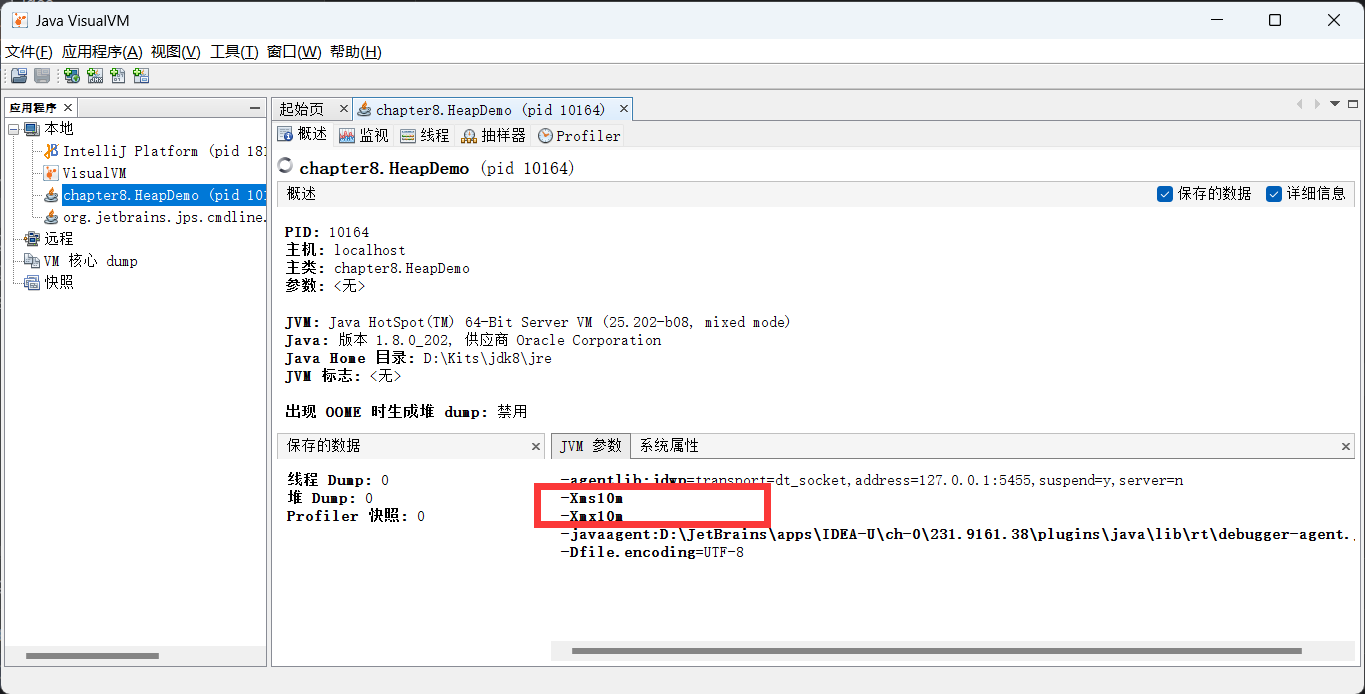 Java VisualVM
文件(F) 应用程序(A) 视图(V) 工具(T) 窗口(W) 帮助(H)
应用程序
本地
IntelliJ Platform (pid 181
VisualVM
chapter8.HeapDemo (pid 101
org.jetbrains.jps.cmdline.
远程
VM 核心 dump
快照
起始页 chapter8.HeapDemo (pid 10164)
概述 监视 线程 抽样器 Profiler
chapter8.HeapDemo (pid 10164)
概述 保存的数据 详细信息
PID: 10164
主机: localhost
主类: chapter8.HeapDemo
参数: <无>
JVM: Java HotSpot(TM) 64-Bit Server VM (25.202-b08, mixed mode)
Java: 版本 1.8.0_202, 供应商 Oracle Corporation
Java Home 目录: D:\Kits\jdk8\jre
JVM 标志: <无>
出现 OOME 时生成堆 dump: 禁用
保存的数据
线程 Dump: 0
堆 Dump: 0
Profiler 快照: 0
JVM 参数 系统属性
-agentlib:jdwp=transport=dt_socket,address=127.0.0.1:5455,suspend=y,server=n
-Xms10m
-Xmx10m
-javaagent:D:\JetBrains\apps\IDEA-U\ch-0\231.9161.38\plugins\java\lib\rt\debugger-agent.
-Dfile.encoding=UTF-8